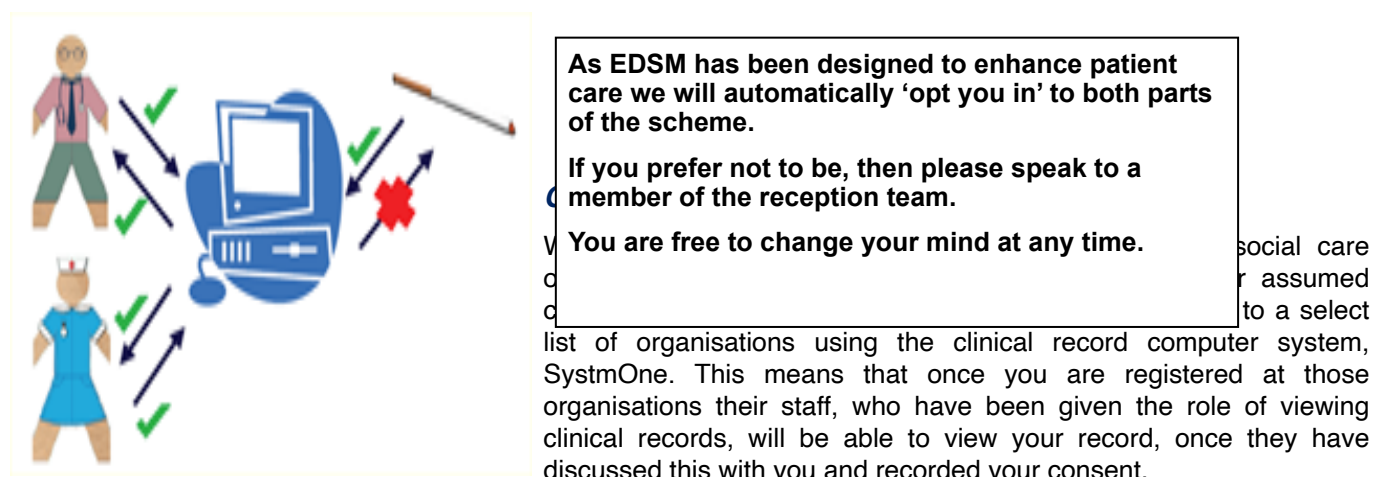 As EDSM has been designed to enhance patient
care we will automatically ‘opt you in’ to both parts
of the scheme.
If you prefer not to be, then please speak to a
member of the reception team.
You are free to change your mind at any time.
social care
assumed
to a select
list of organisations using the clinical record computer system,
SystmOne. This means that once you are registered at those
organisations their staff, who have been given the role of viewing
clinical records, will be able to view your record, once they have
discussed this with you and recorded your consent.